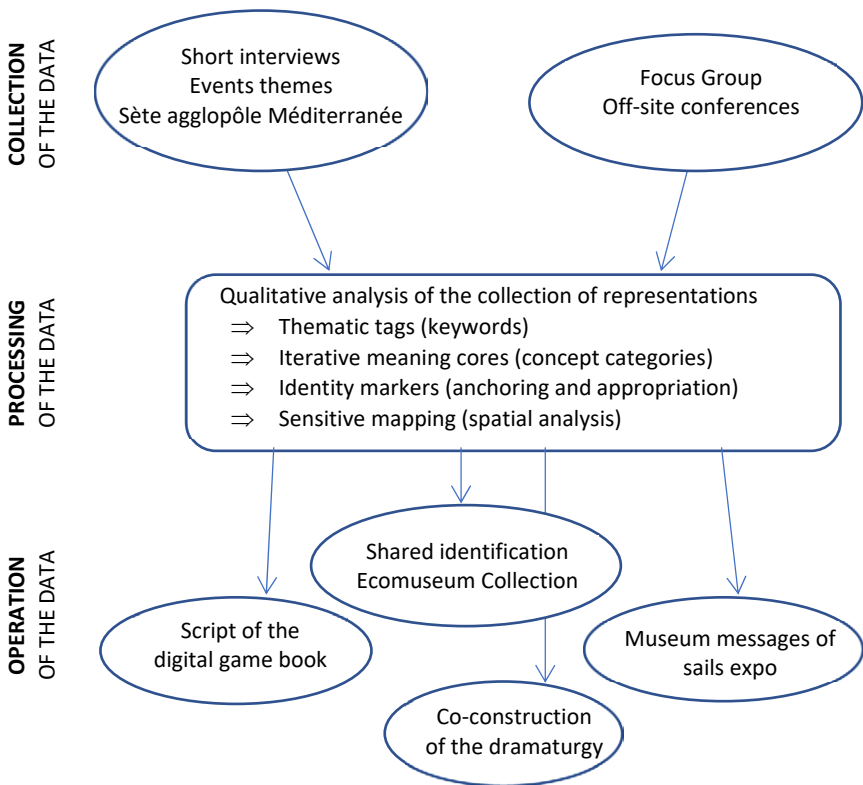 COLLECTION
OF THE DATA
Short interviews
Events themes
Sète agglopôle Méditerranée
Focus Group
Off-site conferences
PROCESSING
OF THE DATA
Qualitative analysis of the collection of representations
⇒ Thematic tags (keywords)
⇒ Iterative meaning cores (concept categories)
⇒ Identity markers (anchoring and appropriation)
⇒ Sensitive mapping (spatial analysis)
OPERATION
OF THE DATA
Shared identification
Ecomuseum Collection
Script of the
digital game book
Museum messages of
sails expo
Co-construction
of the dramaturgy